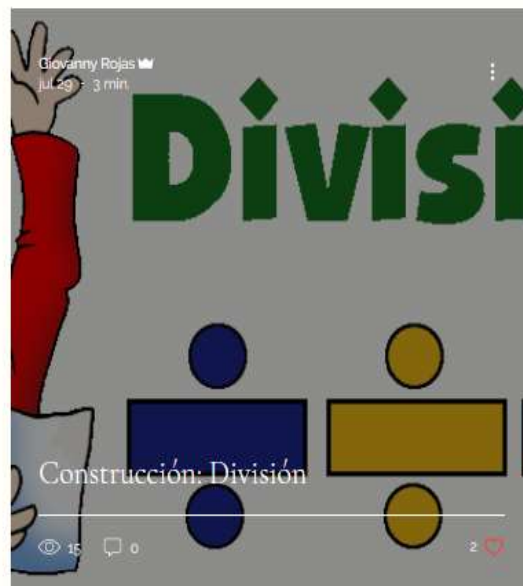 Giovanny Rojas
jul 29 · 3 min.
Divisi
Construcción: División
15 0 2